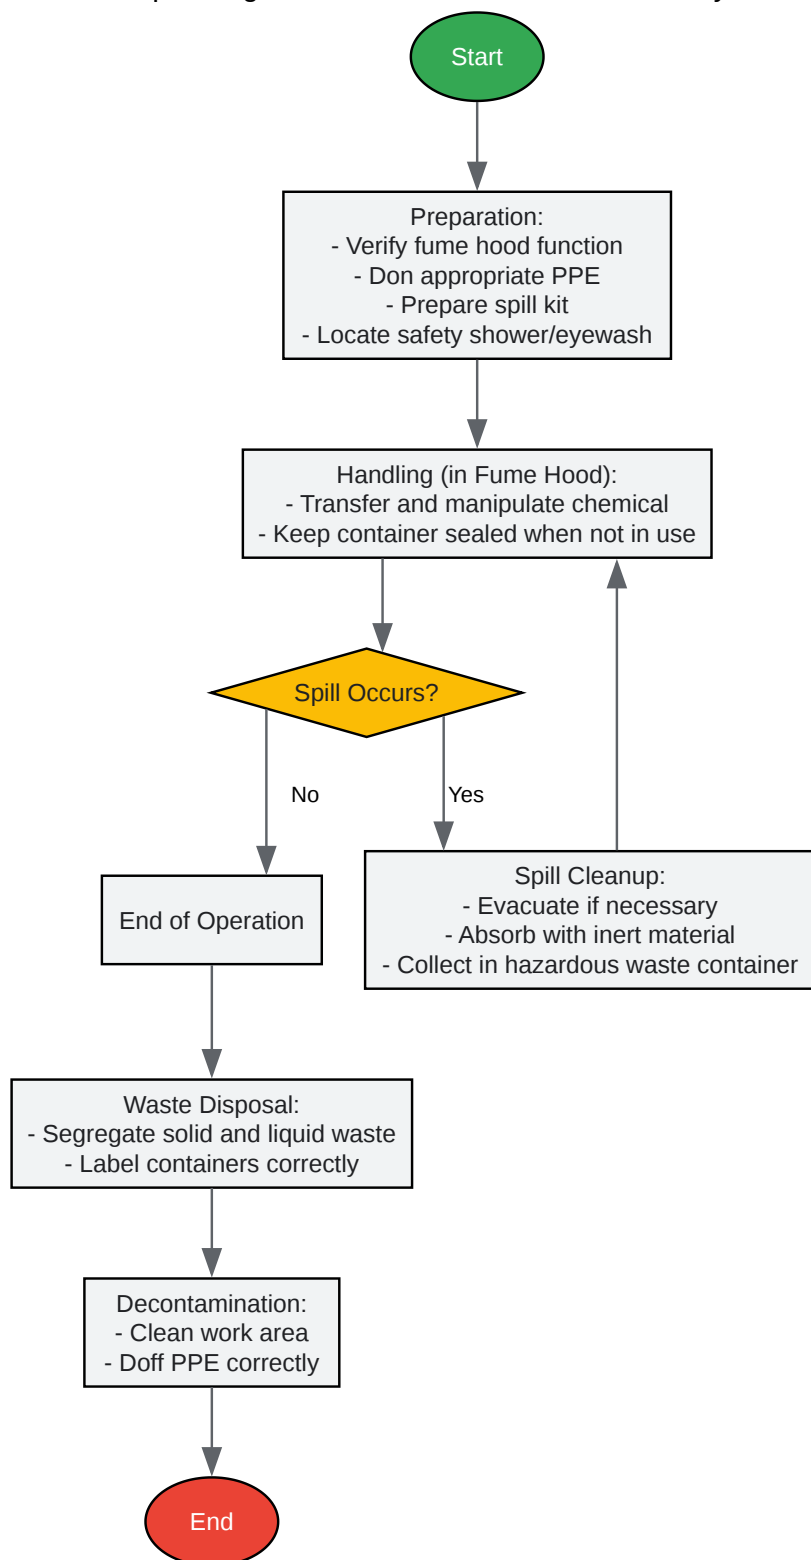 Start
Preparation:
- Verify fume hood function
- Don appropriate PPE
- Prepare spill kit
- Locate safety shower/eyewash
Handling (in Fume Hood):
- Transfer and manipulate chemical
- Keep container sealed when not in use
Spill Occurs?
No
Yes
Spill Cleanup:
- Evacuate if necessary
- Absorb with inert material
- Collect in hazardous waste container
End of Operation
Waste Disposal:
- Segregate solid and liquid waste
- Label containers correctly
Decontamination:
- Clean work area
- Doff PPE correctly
End